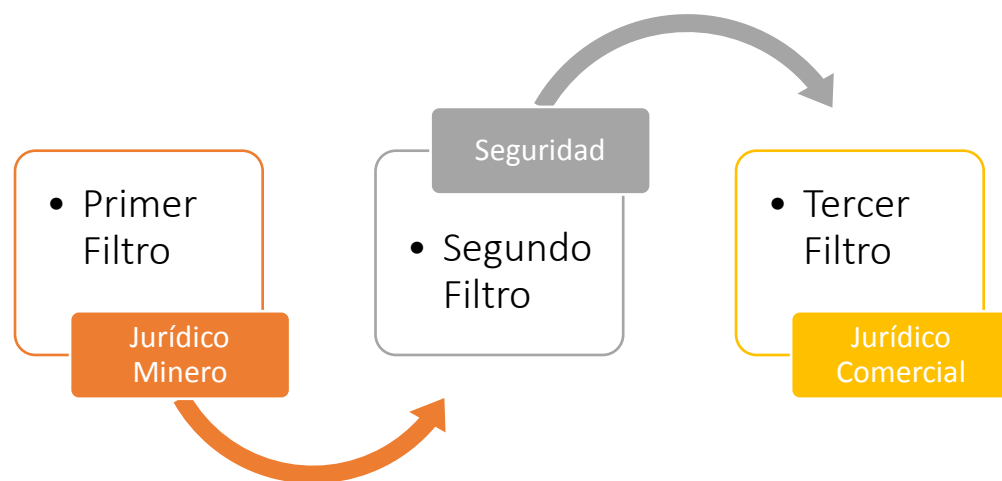 • Primer
Filtro
Jurídico
Minero
Seguridad
• Segundo
Filtro
• Tercer
Filtro
Jurídico
Comercial